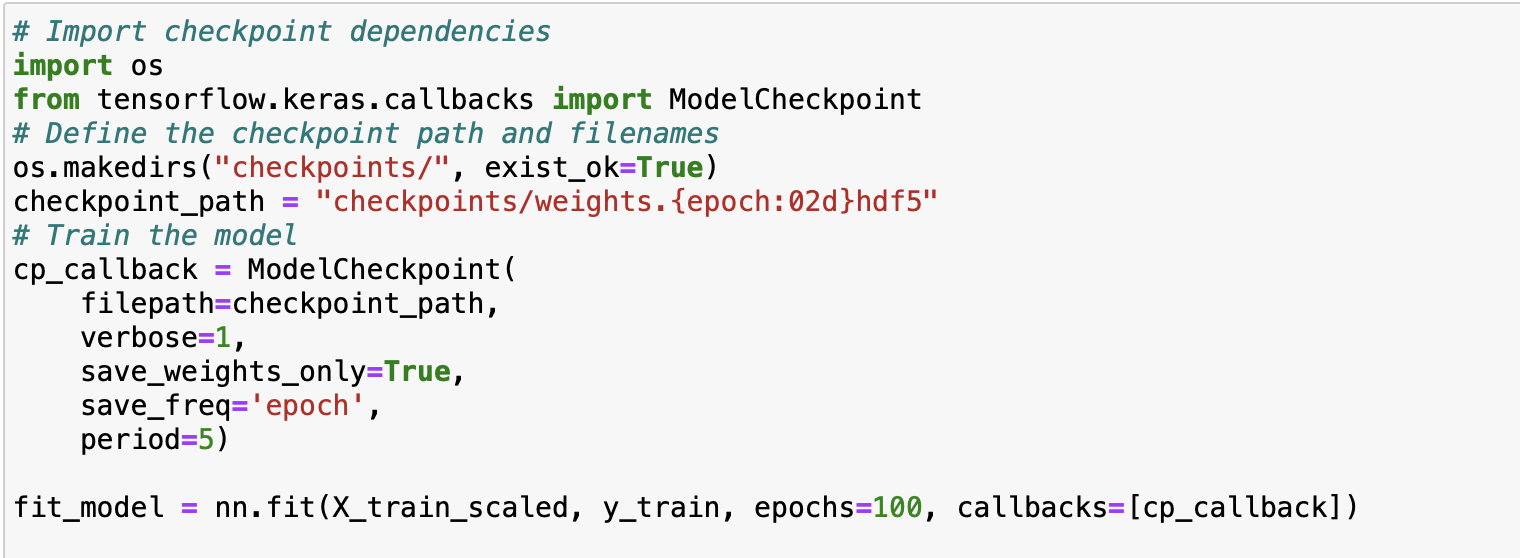 # Import checkpoint dependencies
import os
from tensorflow.keras.callbacks import ModelCheckpoint
# Define the checkpoint path and filenames
os.makedirs("checkpoints/", exist_ok=True)
checkpoint_path = "checkpoints/weights.{epoch:02d}hdf5"
# Train the model
cp_callback = ModelCheckpoint(
    filepath=checkpoint_path,
    verbose=1,
    save_weights_only=True,
    save_freq='epoch',
    period=5)
fit_model = nn.fit(X_train_scaled, y_train, epochs=100, callbacks=[cp_callback])